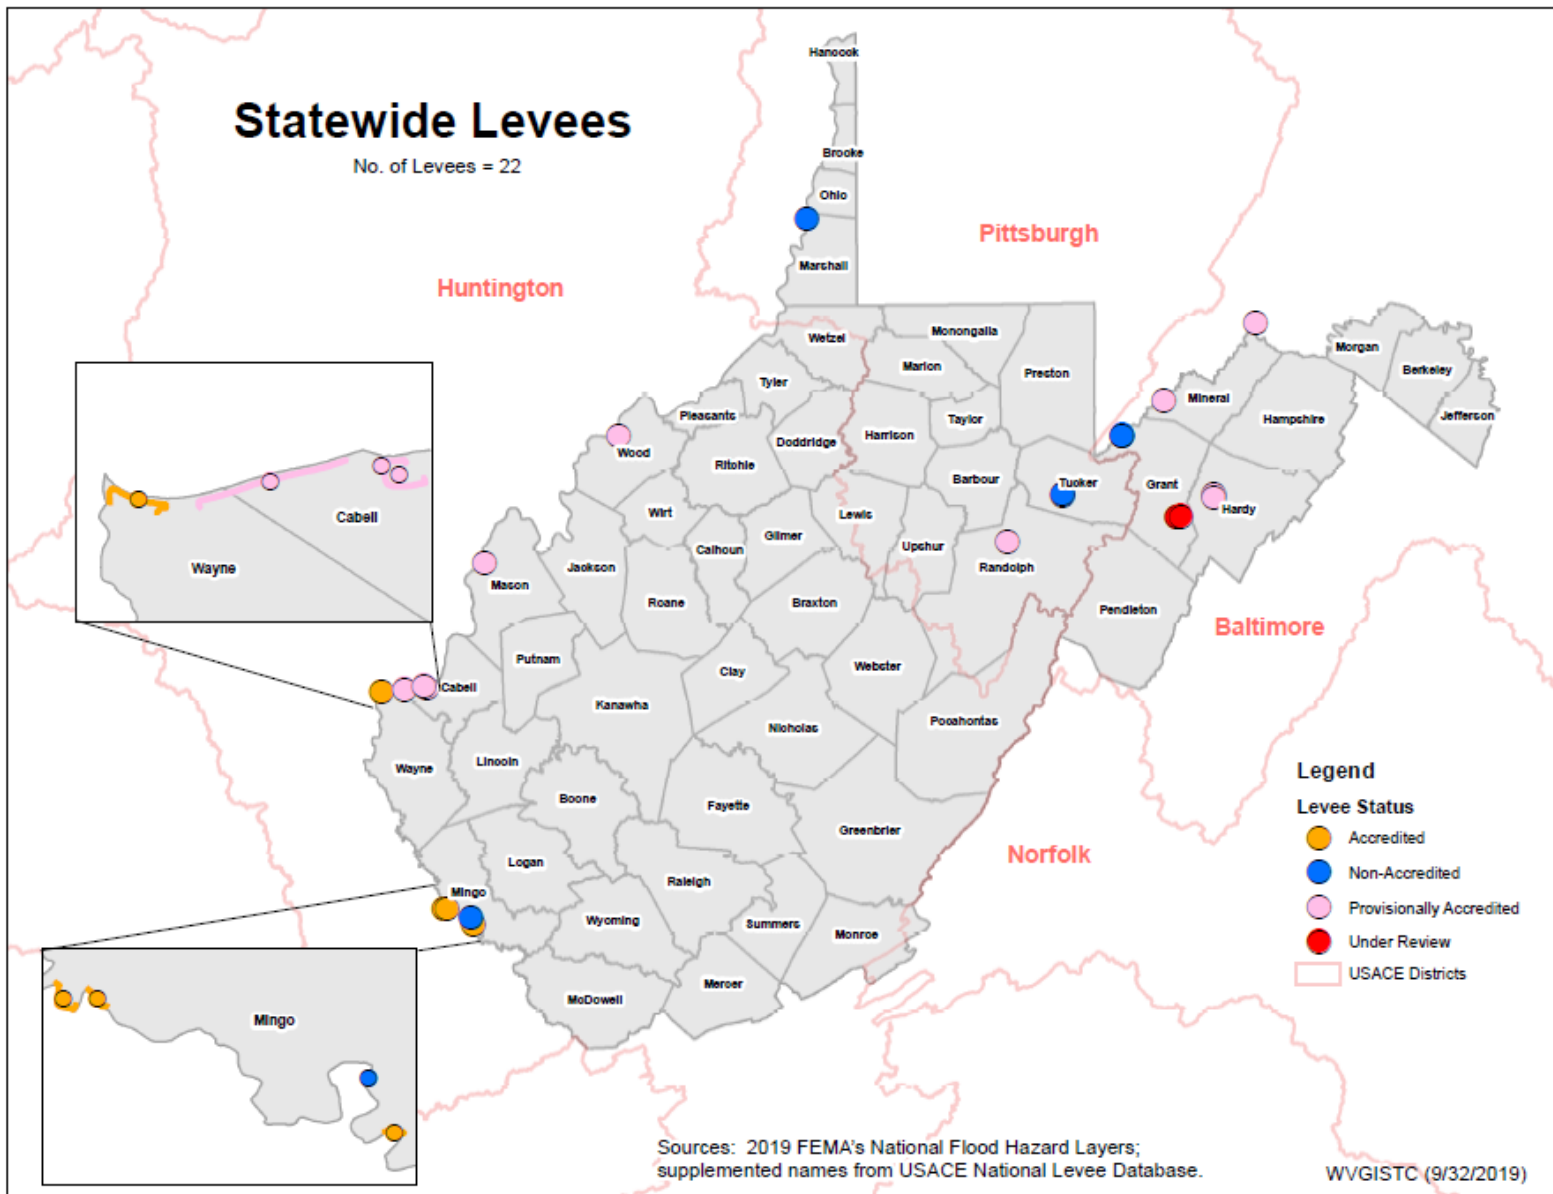 Statewide Levees
No. of Levees = 22
Hancock
Brooke
Ohio
Marshall
Pittsburgh
Huntington
Wetzel
Monongalia
Marion
Preston
Morgan
Berkeley
Jefferson
Tyler
Mineral
Hampshire
Pleasants
Taylor
Doddridge
Harrison
Wood
Ritchie
Barbour
Tucker
Grant
Hardy
Wirt
Lewis
Gilmer
Calhoun
Upshur
Randolph
Jackson
Mason
Roane
Braxton
Pendleton
Baltimore
Putnam
Clay
Webster
Cabell
Kanawha
Nicholas
Pocahontas
Wayne
Lincoln
Boone
Fayette
Greenbrier
Norfolk
Logan
Mingo
Raleigh
Wyoming
Summers
Monroe
Mercer
McDowell
Cabell
Wayne
Mingo
Legend
Levee Status
Accredited
Non-Accredited
Provisionally Accredited
Under Review
USACE Districts
Sources: 2019 FEMA's National Flood Hazard Layers;
supplemented names from USACE National Levee Database.
WVGISTC (9/32/2019)